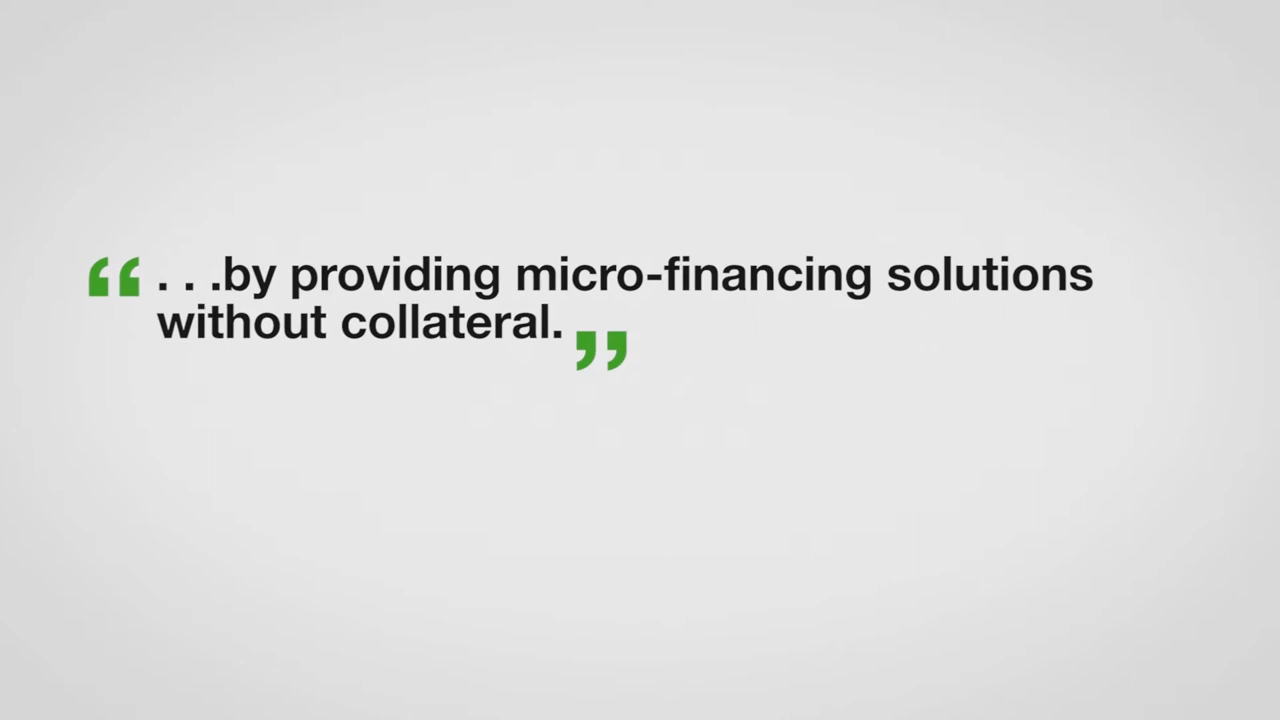 “. . .by providing micro-financing solutions
without collateral.”